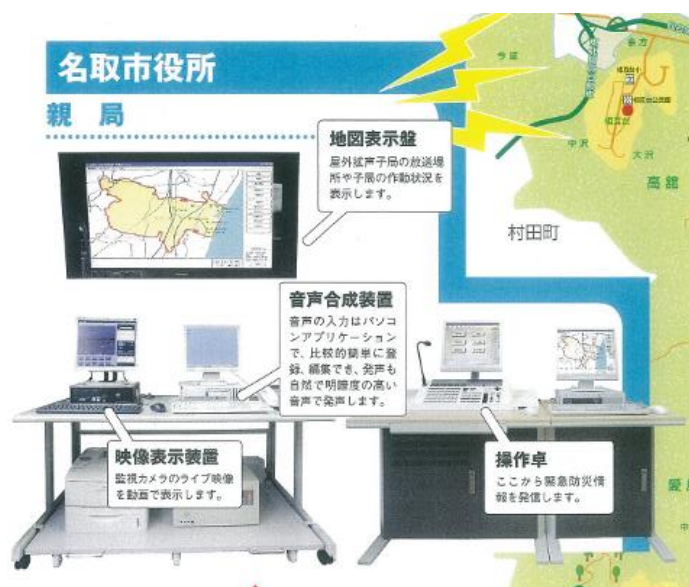 名取市役所
親局
地図表示盤
屋外拡声子局の放送場
所や子局の作動状況を
表示します。
音声合成装置
音声の入力はパソコ
ンアプリケーション
で、比較的簡単に登
録、編集でき、発声も
自然で明瞭度の高い
音声で発声します。
映像表示装置
監視カメラのライブ映像
を動画で表示します。
操作卓
ここから緊急防災情
報を発信します。
村田町
中沢
大沢
高舘